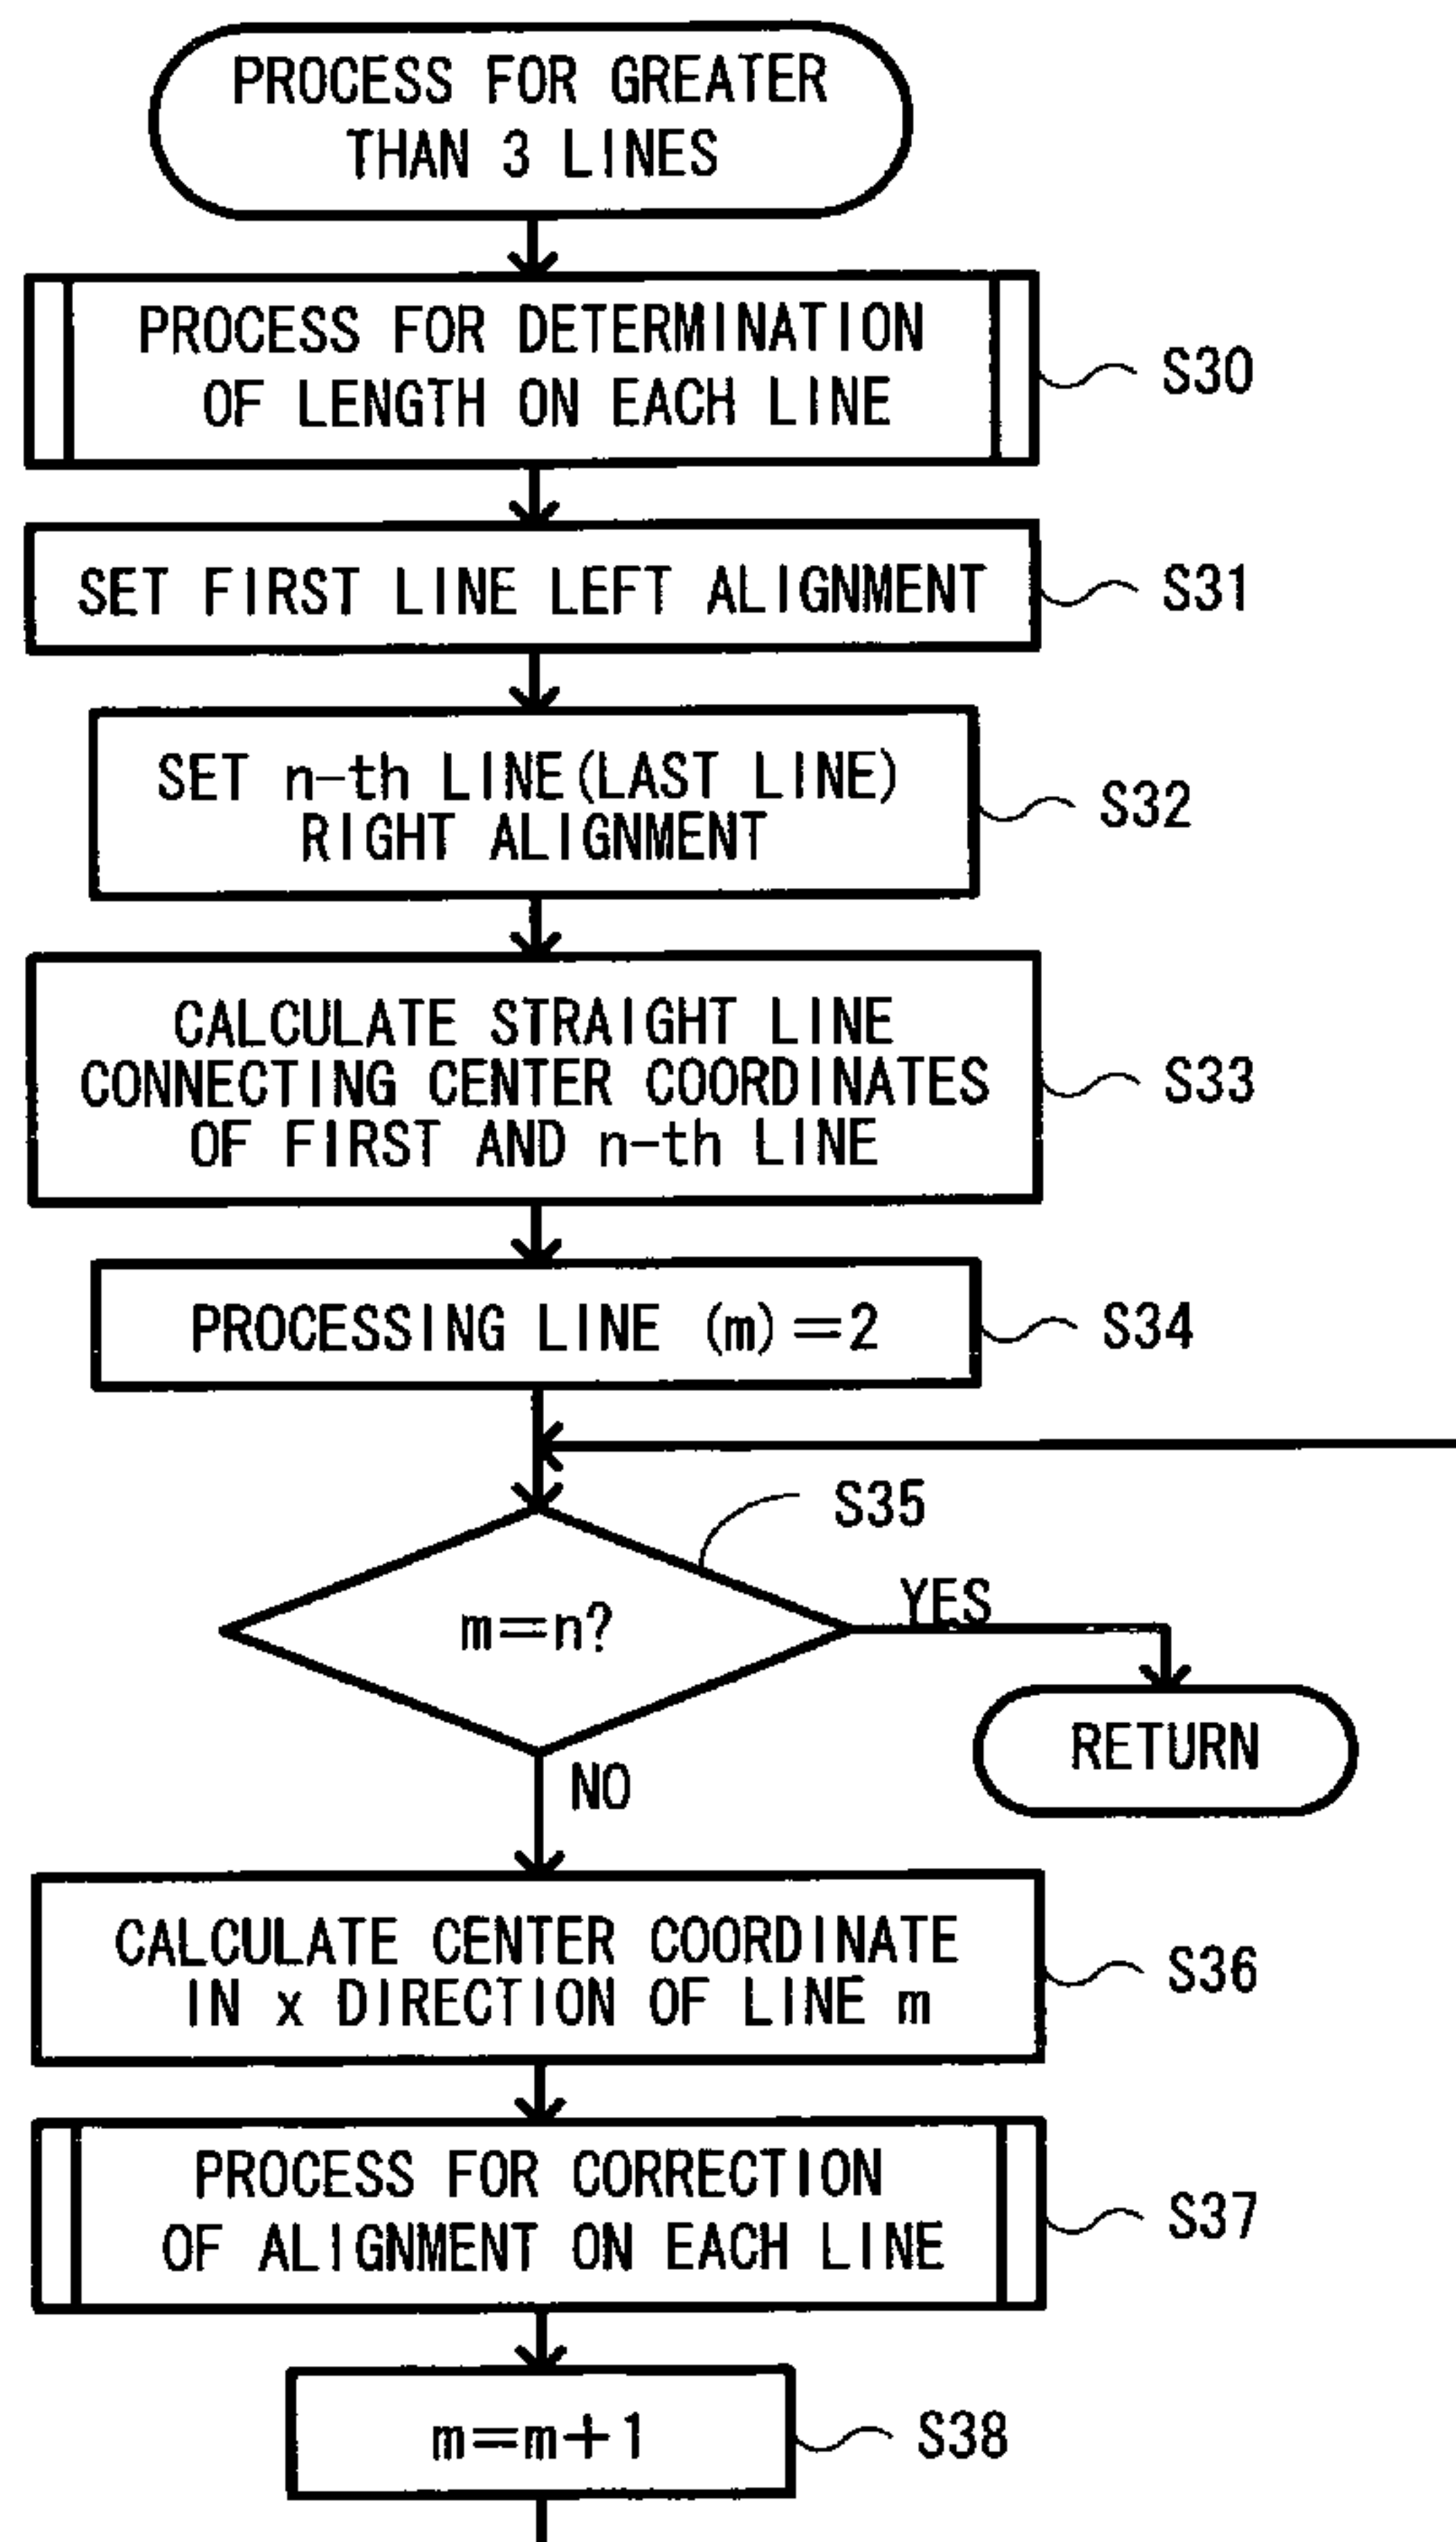 PROCESS FOR GREATER
THAN 3 LINES
PROCESS FOR DETERMINATION
OF LENGTH ON EACH LINE
S30
SET FIRST LINE LEFT ALIGNMENT
S31
SET n-th LINE(LAST LINE)
RIGHT ALIGNMENT
S32
CALCULATE STRAIGHT LINE
CONNECTING CENTER COORDINATES
OF FIRST AND n-th LINE
S33
PROCESSING LINE (m)=2
S34
S35
m=n?
YES
RETURN
NO
CALCULATE CENTER COORDINATE
IN x DIRECTION OF LINE m
S36
PROCESS FOR CORRECTION
OF ALIGNMENT ON EACH LINE
S37
m=m+1
S38